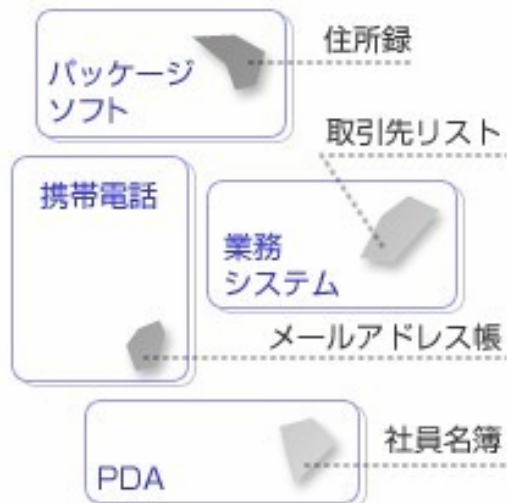 住所録
パッケージ
ソフト
取引先リスト
携帯電話
業務
システム
メールアドレス帳
社員名簿
PDA